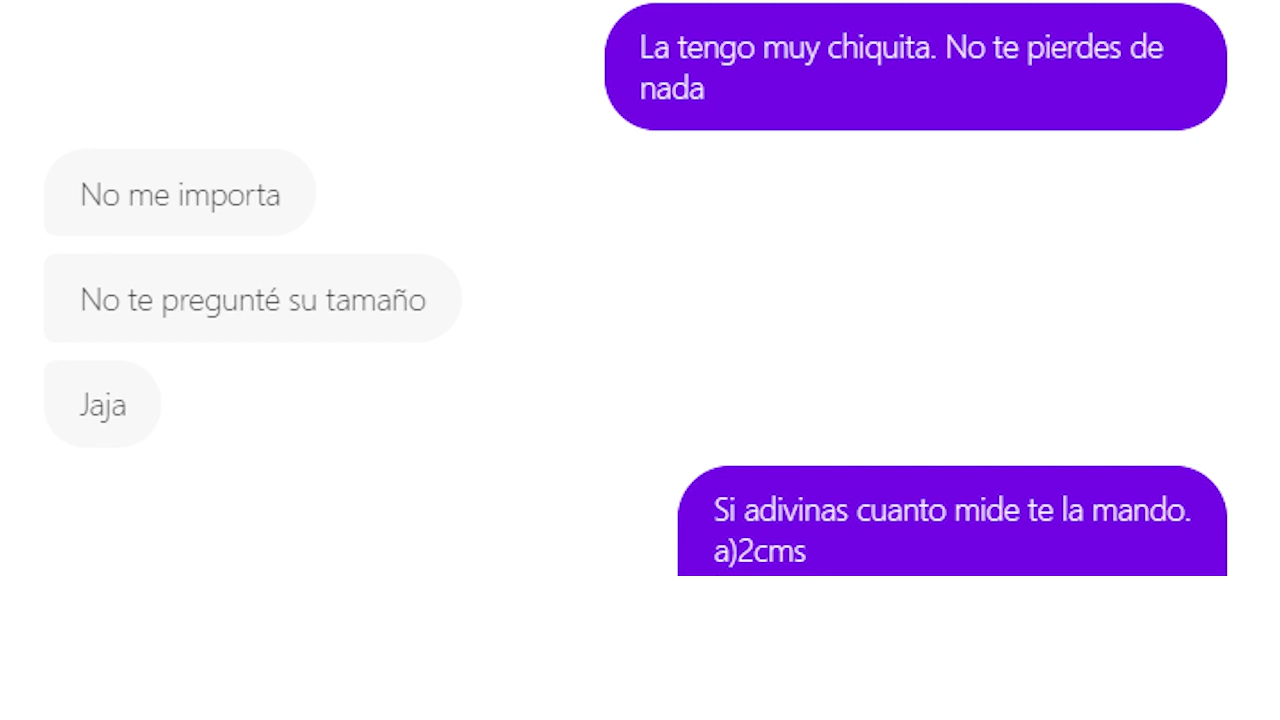 La tengo muy chiquita. No te pierdes de
nada
No me importa
No te pregunté su tamaño
Jaja
Si adivinas cuanto mide te la mando.
a)2cms